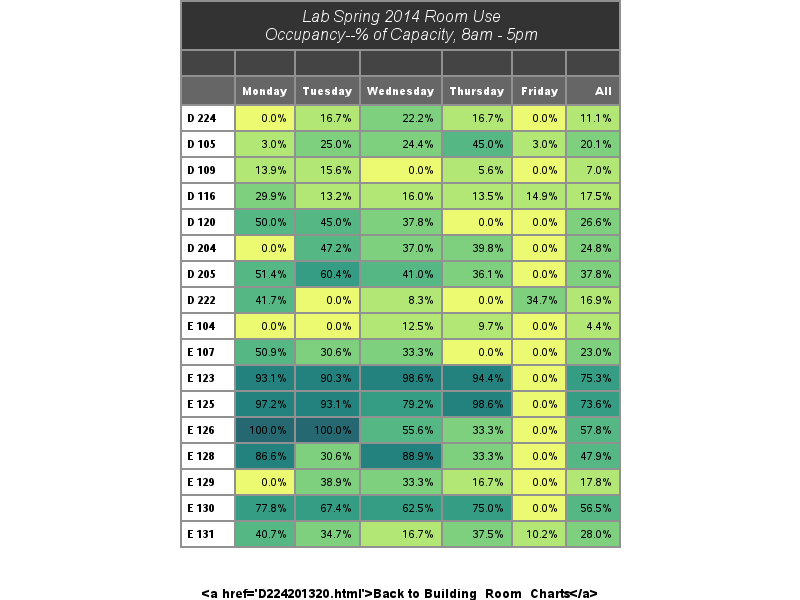 Lab Spring 2014 Room Use
Occupancy--% of Capacity, 8am - 5pm
Monday Tuesday Wednesday Thursday Friday All
D 224 0.0% 16.7% 22.2% 16.7% 0.0% 11.1%
D 105 3.0% 25.0% 24.4% 45.0% 3.0% 20.1%
D 109 13.9% 15.6% 0.0% 5.6% 0.0% 7.0%
D 116 29.9% 13.2% 16.0% 13.5% 14.9% 17.5%
D 120 50.0% 45.0% 37.8% 0.0% 0.0% 26.6%
D 204 0.0% 47.2% 37.0% 39.8% 0.0% 24.8%
D 205 51.4% 60.4% 41.0% 36.1% 0.0% 37.8%
D 222 41.7% 0.0% 8.3% 0.0% 34.7% 16.9%
E 104 0.0% 0.0% 12.5% 9.7% 0.0% 4.4%
E 107 50.9% 30.6% 33.3% 0.0% 0.0% 23.0%
E 123 93.1% 90.3% 98.6% 94.4% 0.0% 75.3%
E 125 97.2% 93.1% 79.2% 98.6% 0.0% 73.6%
E 126 100.0% 100.0% 55.6% 33.3% 0.0% 57.8%
E 128 86.6% 30.6% 88.9% 33.3% 0.0% 47.9%
E 129 0.0% 38.9% 33.3% 16.7% 0.0% 17.8%
E 130 77.8% 67.4% 62.5% 75.0% 0.0% 56.5%
E 131 40.7% 34.7% 16.7% 37.5% 10.2% 28.0%
<a href='D224201320.html'>Back to Building_Room_Charts</a>